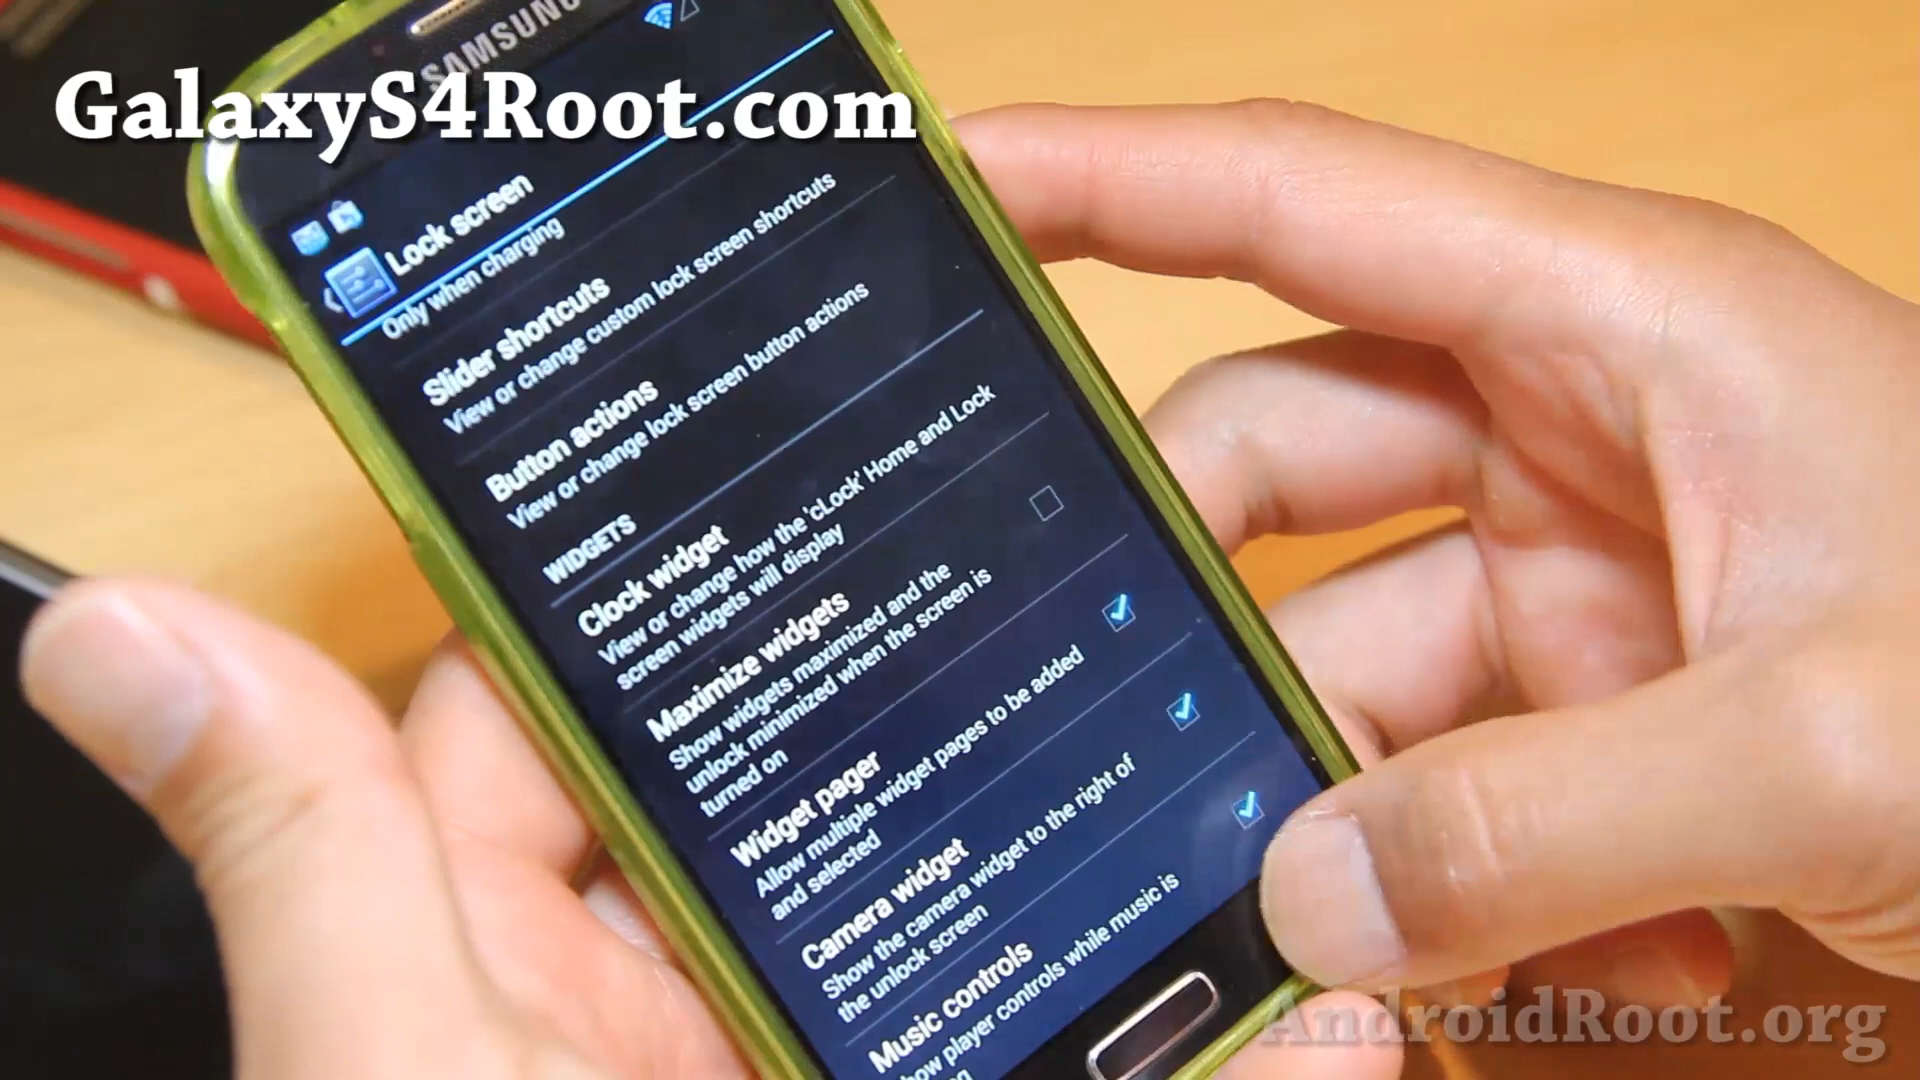 SAMSUNG
GalaxyS4Root.com
Lock screen
Only when charging
Slider shortcuts
View or change custom lock screen shortcuts
Button actions
View or change lock screen button actions
WIDGETS
Clock widget
View or change how the 'cLock' Home and Lock
screen widgets will display
Maximize widgets
Show widgets maximized and the
unlock minimized when the screen is
turned on
Widget pager
Allow multiple widget pages to be added
and selected
Camera widget
Show the camera widget to the right of
the unlock screen
Music controls
Show player controls while music is
AndroidRoot.org